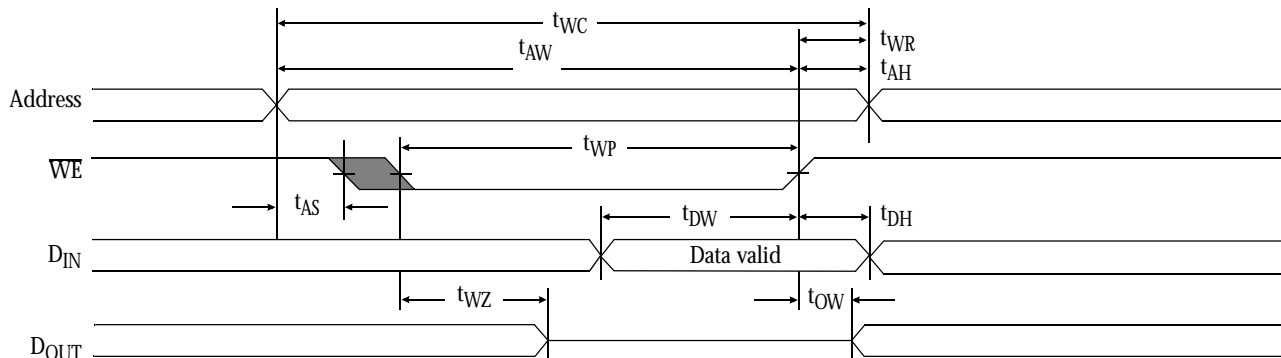 tWC
tWR
tAW
tAH
Address
WE
tWP
tAS
tDW
tDH
DIN
Data valid
tWZ
tOW
DOUT